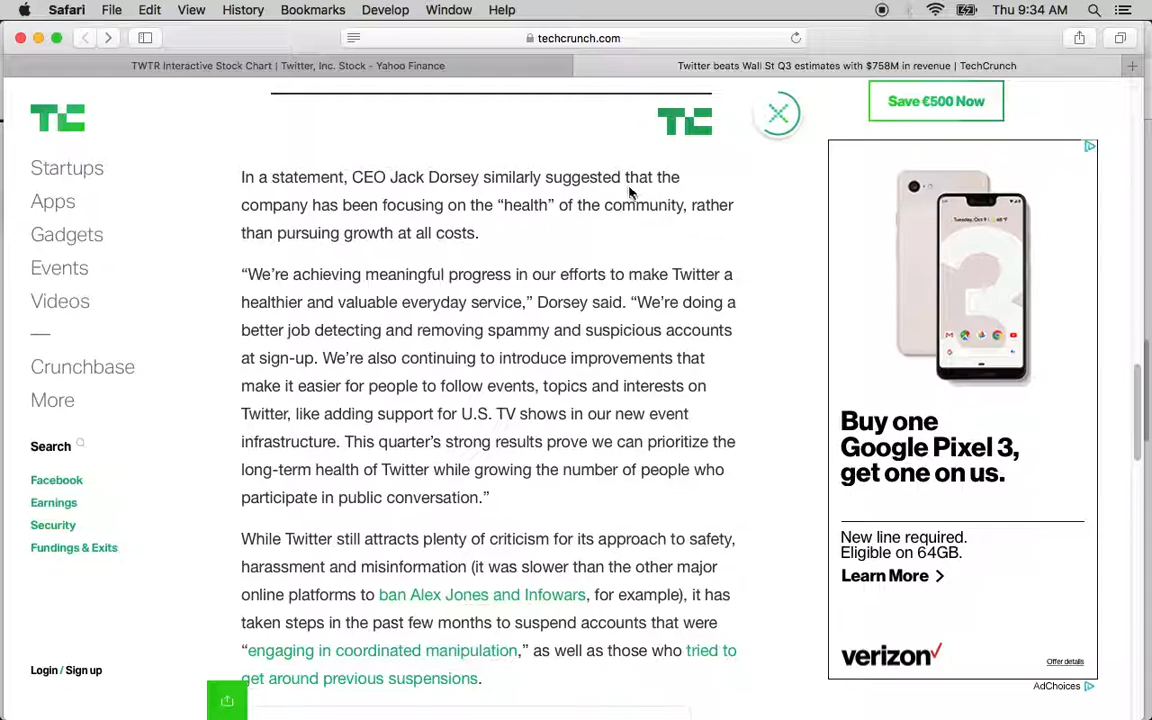 Safari File Edit View History Bookmarks Develop Window Help Thu 9:34 AM
techcrunch.com
TWTR Interactive Stock Chart | Twitter, Inc. Stock - Yahoo Finance
Twitter beats Wall St Q3 estimates with $758M in revenue | TechCrunch
TC
Startups
Apps
Gadgets
Events
Videos
Crunchbase
More
Search
Facebook
Earnings
Security
Fundings & Exits
Login / Sign up
TC
In a statement, CEO Jack Dorsey similarly suggested that the
company has been focusing on the “health” of the community, rather
than pursuing growth at all costs.
“We’re achieving meaningful progress in our efforts to make Twitter a
healthier and valuable everyday service,” Dorsey said. “We’re doing a
better job detecting and removing spammy and suspicious accounts
at sign-up. We’re also continuing to introduce improvements that
make it easier for people to follow events, topics and interests on
Twitter, like adding support for U.S. TV shows in our new event
infrastructure. This quarter’s strong results prove we can prioritize the
long-term health of Twitter while growing the number of people who
participate in public conversation.”
While Twitter still attracts plenty of criticism for its approach to safety,
harassment and misinformation (it was slower than the other major
online platforms to ban Alex Jones and Infowars, for example), it has
taken steps in the past few months to suspend accounts that were
“engaging in coordinated manipulation,” as well as those who tried to
get around previous suspensions.
Save €500 Now
Tuesday, Oct 9
Buy one
Google Pixel 3,
get one on us.
New line required.
Eligible on 64GB.
Learn More >
verizon
Offer details
AdChoices